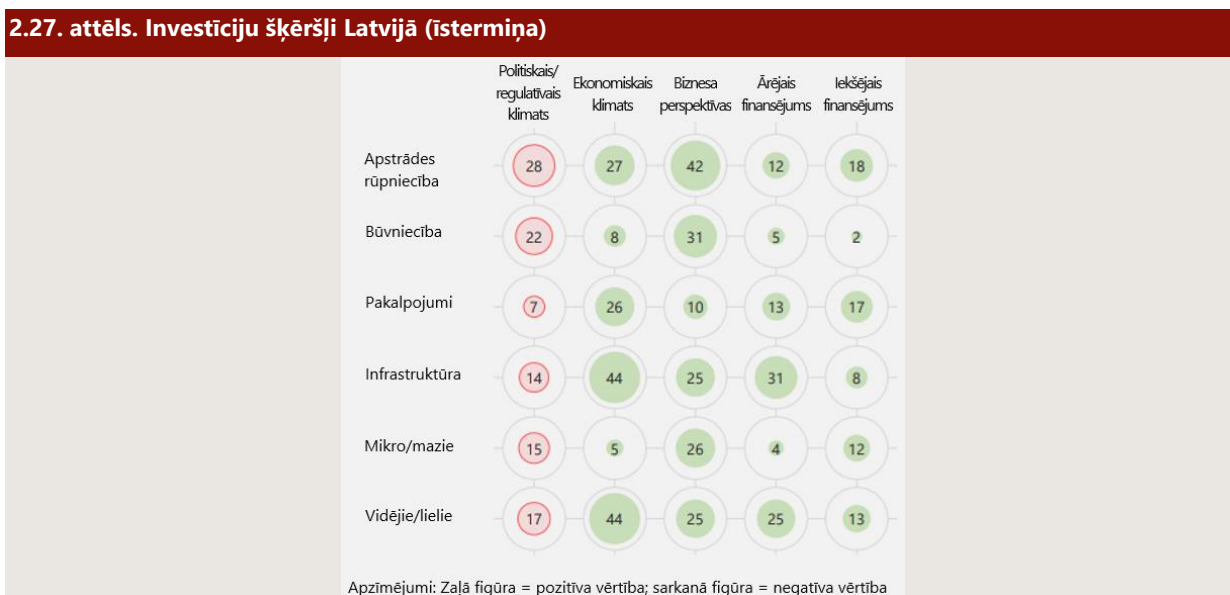 2.27. attēls. Investīciju šķēršļi Latvijā (īstermiņa)
Politiskais/
regulatīvais
klimats
Ekonomiskais
klimats
Biznesa
perspektīvas
Ārējais
finansējums
Iekšējais
finansējums
Apstrādes
rūpniecība
28 27 42 12 18
Būvniecība 22 8 31 5 2
Pakalpojumi 7 26 10 13 17
Infrastruktūra 14 44 25 31 8
Mikro/mazie 15 5 26 4 12
Vidējie/lielie 17 44 25 25 13
Apzīmējumi: Zaļā figūra = pozitīva vērtība; sarkanā figūra = negatīva vērtība